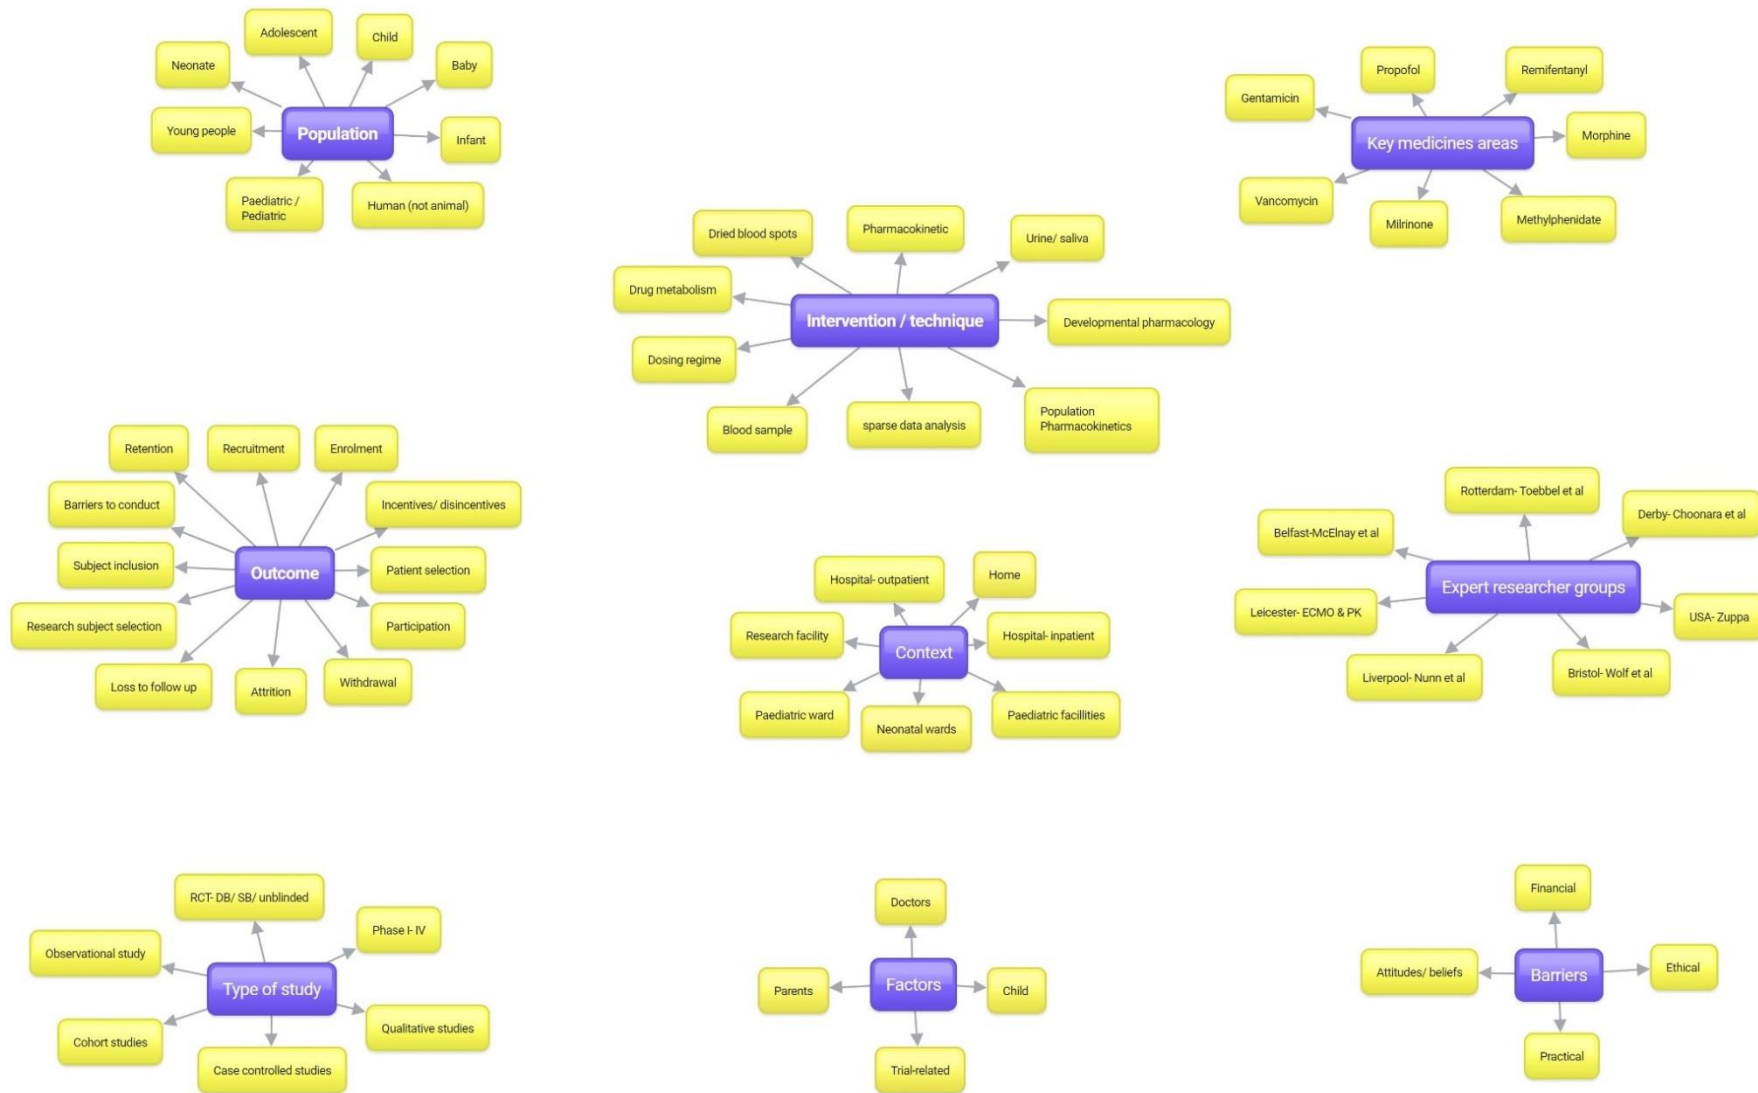 Adolescent
Child
Neonate
Baby
Young people
Population
Infant
Paediatric /
Pediatric
Human (not animal)
Propofol
Remifentanyl
Gentamicin
Key medicines areas
Morphine
Vancomycin
Milrinone
Methylphenidate
Dried blood spots
Pharmacokinetic
Urine/ saliva
Drug metabolism
Intervention / technique
Developmental pharmacology
Dosing regime
Blood sample
sparse data analysis
Population
Pharmacokinetics
Retention
Recruitment
Enrolment
Barriers to conduct
Incentives/ disincentives
Subject inclusion
Outcome
Patient selection
Research subject selection
Participation
Loss to follow up
Attrition
Withdrawal
Hospital- outpatient
Home
Research facility
Context
Hospital- inpatient
Paediatric ward
Neonatal wards
Paediatric facillities
Rotterdam- Toebbel et al
Derby- Choonara et al
Belfast-McElnay et al
Expert researcher groups
Leicester- ECMO & PK
USA- Zuppa
Liverpool- Nunn et al
Bristol- Wolf et al
RCT- DB/ SB/ unblinded
Phase I- IV
Observational study
Type of study
Qualitative studies
Cohort studies
Case controlled studies
Doctors
Parents
Factors
Child
Trial-related
Financial
Attitudes/ beliefs
Barriers
Ethical
Practical